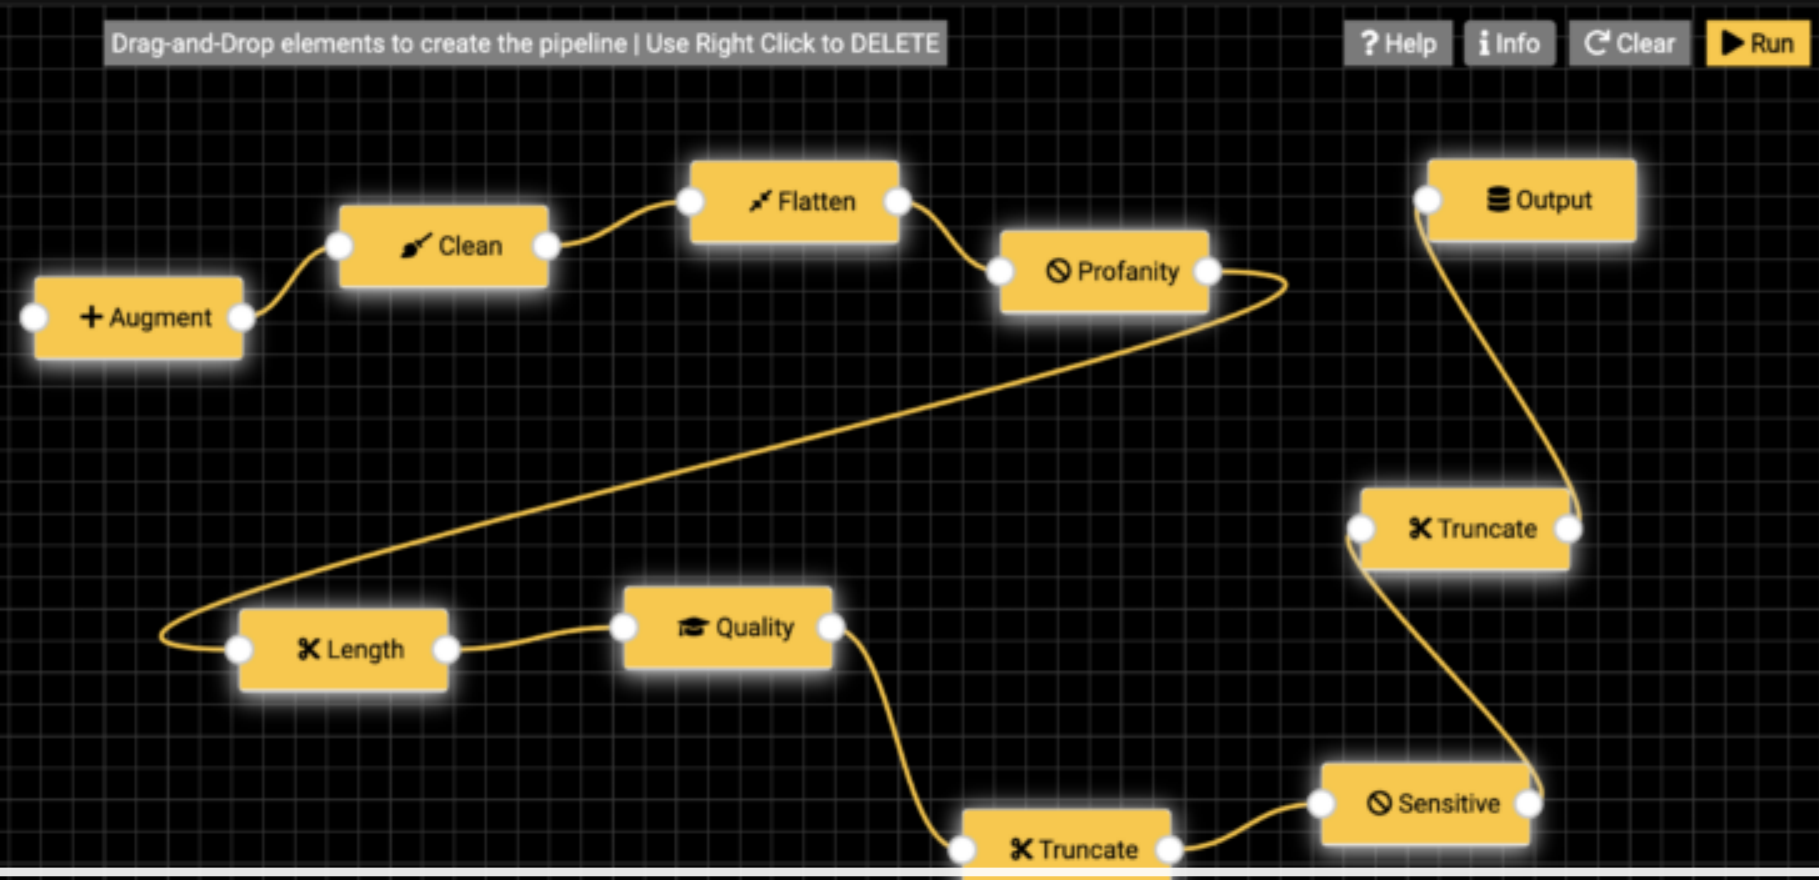 Drag-and-Drop elements to create the pipeline | Use Right Click to DELETE
? Help
i Info
Clear
Run
Flatten
Output
Clean
Profanity
+ Augment
Truncate
Quality
Length
Sensitive
Truncate